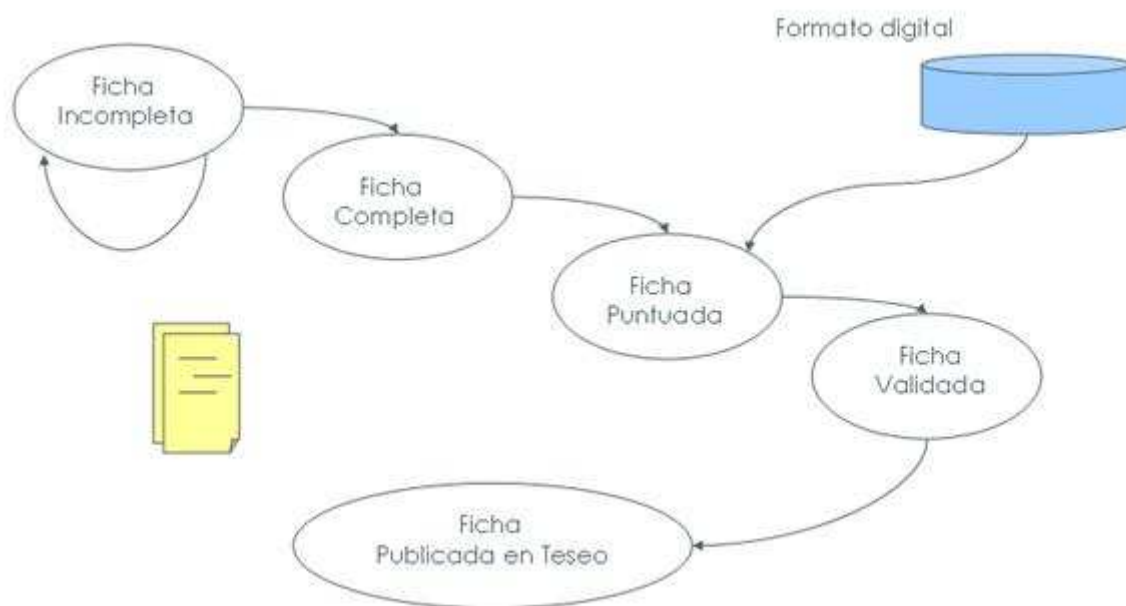 Formato digital
Ficha
Incompleta
Ficha
Completa
Ficha
Puntuada
Ficha
Validada
Ficha
Publicada en Teseo